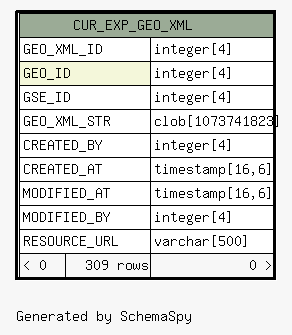 CUR_EXP_GEO_XML
GEO_XML_ID integer[4]
GEO_ID integer[4]
GSE_ID integer[4]
GEO_XML_STR clob[1073741823]
CREATED_BY integer[4]
CREATED_AT timestamp[16,6]
MODIFIED_AT timestamp[16,6]
MODIFIED_BY integer[4]
RESOURCE_URL varchar[500]
< 0 309 rows 0 >
Generated by SchemaSpy